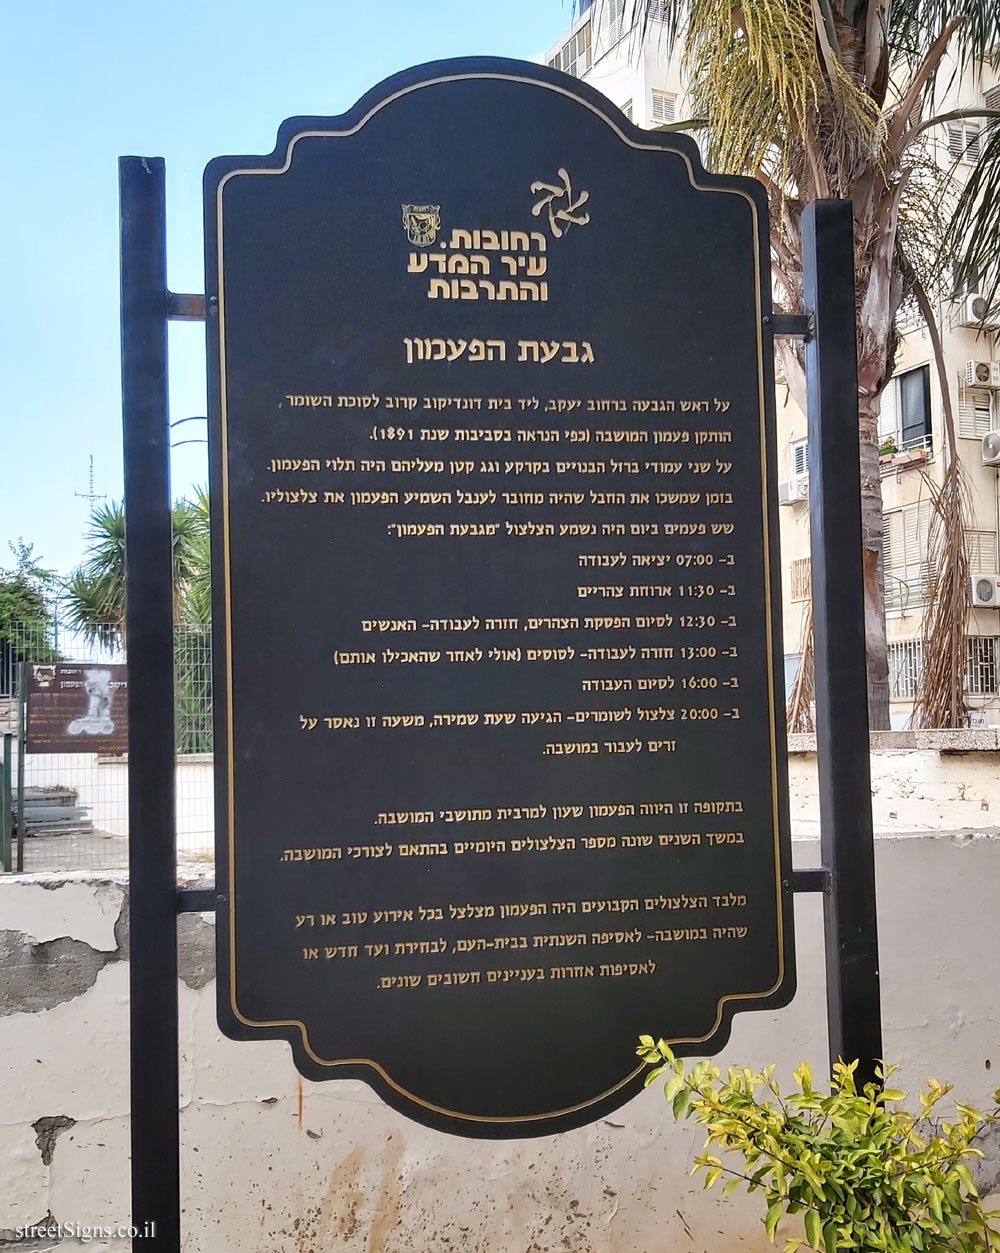 רחובות.
עיר המדע
והתרבות
גבעת הפעמון
על ראש הגבעה ברחוב יעקב, ליד בית דונדיקוב קרוב לסוכת השומר,
הותקן פעמון המושבה (כפי הנראה בסביבות שנת 1891).
על שני עמודי ברזל הבנויים בקרקע וגג קטן מעליהם היה תלוי הפעמון.
בזמן שמשכו את החבל שהיה מחובר לענבל השמיע הפעמון את צלצוליו.
שש פעמים ביום היה נשמע הצלצול "מגבעת הפעמון":
ב- 07:00 יציאה לעבודה
ב- 11:30 ארוחת צהריים
ב- 12:30 לסיום הפסקת הצהרים, חזרה לעבודה- האנשים
ב- 13:00 חזרה לעבודה- לסוסים (אולי לאחר שהאכילו אותם)
ב- 16:00 לסיום העבודה
ב- 20:00 צלצול לשומרים- הגיעה שעת שמירה, משעה זו נאסר על
זרים לעבור במושבה.
בתקופה זו היווה הפעמון שעון למרבית מתושבי המושבה.
במשך השנים שונה מספר הצלצולים היומיים בהתאם לצורכי המושבה.
מלבד הצלצולים הקבועים היה הפעמון מצלצל בכל אירוע טוב או רע
שהיה במושבה- לאסיפה השנתית בבית-העם, לבחירת ועד חדש או
לאסיפות אחרות בעניינים חשובים שונים.
רחובות
הפעמון
streetSigns.co.il